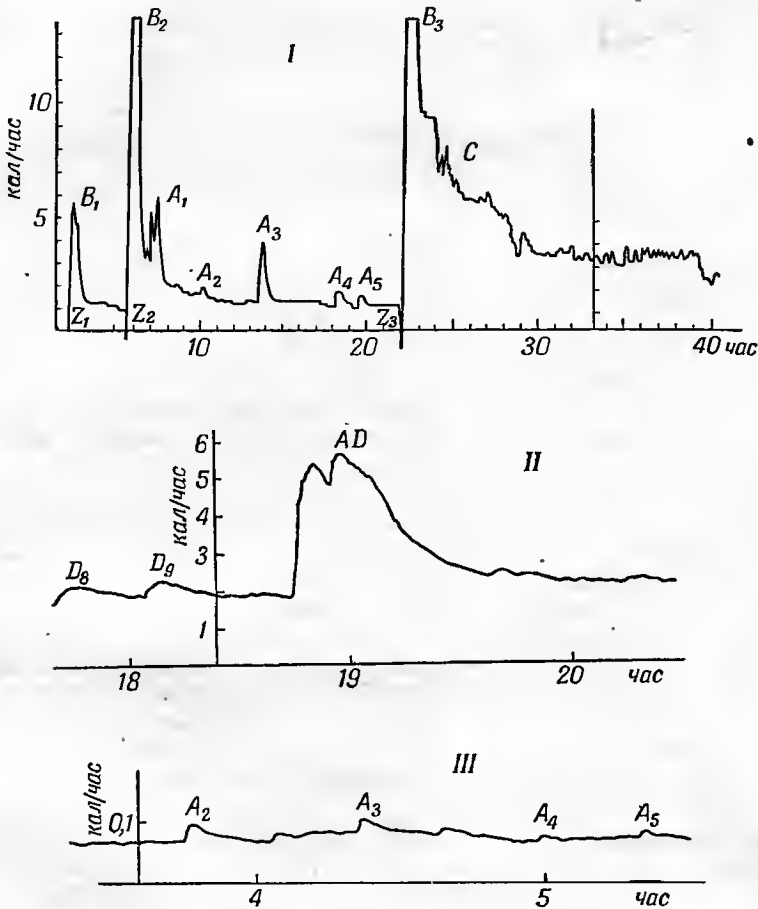 B₂
B₃
I
10
C
кал/час
B₁
A₁
5
A₃
A₂
A₄ A₅
Z₁ Z₂ Z₃
10 20 30 40 час
6
AD
II
5
кал/час
4
3
D₈ D₉
1
18 19 20 час
III
кал/час
0,1
A₂ A₃ A₄ A₅
4 5 час